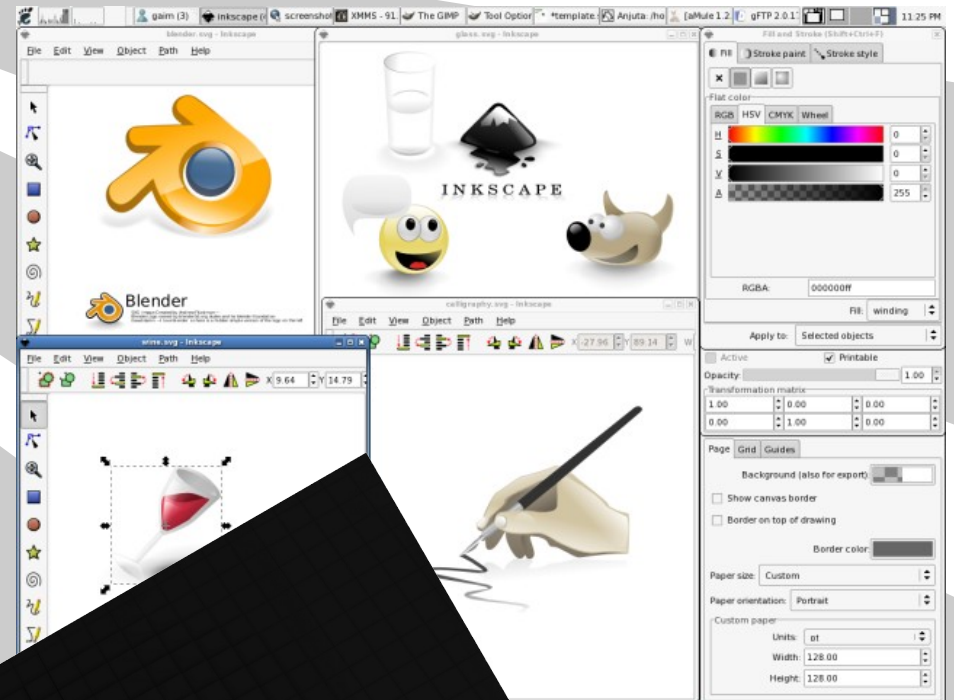 gaim (3) inkscape (i screenshot XMMS - 91. The GIMP Tool Option *template. Anjuta: /ho [aMule 1.2 gFTP 2.0.1 11:25 PM
blender.svg - Inkscape
File Edit View Object Path Help
Blender
glass.svg - Inkscape
INKSCAPE
calligraphy.svg - Inkscape
File Edit View Object Path Help
X -27.96 Y 89.14 W
wine.svg - Inkscape
File Edit View Object Path Help
X 9.64 Y 14.79
Fill and Stroke (Shift+Ctrl+F)
Fill Stroke paint Stroke style
Flat color
RGB HSV CMYK Wheel
H 0
S 0
V 0
A 255
RGBA: 000000ff
Fill: winding
Apply to: Selected objects
Active Printable
Opacity: 1.00
Transformation matrix
1.00 0.00 0.00
0.00 1.00 0.00
Page Grid Guides
Background (also for export):
Show canvas border
Border on top of drawing
Border color:
Paper size: Custom
Paper orientation: Portrait
Custom paper
Units: pt
Width: 128.00
Height: 128.00